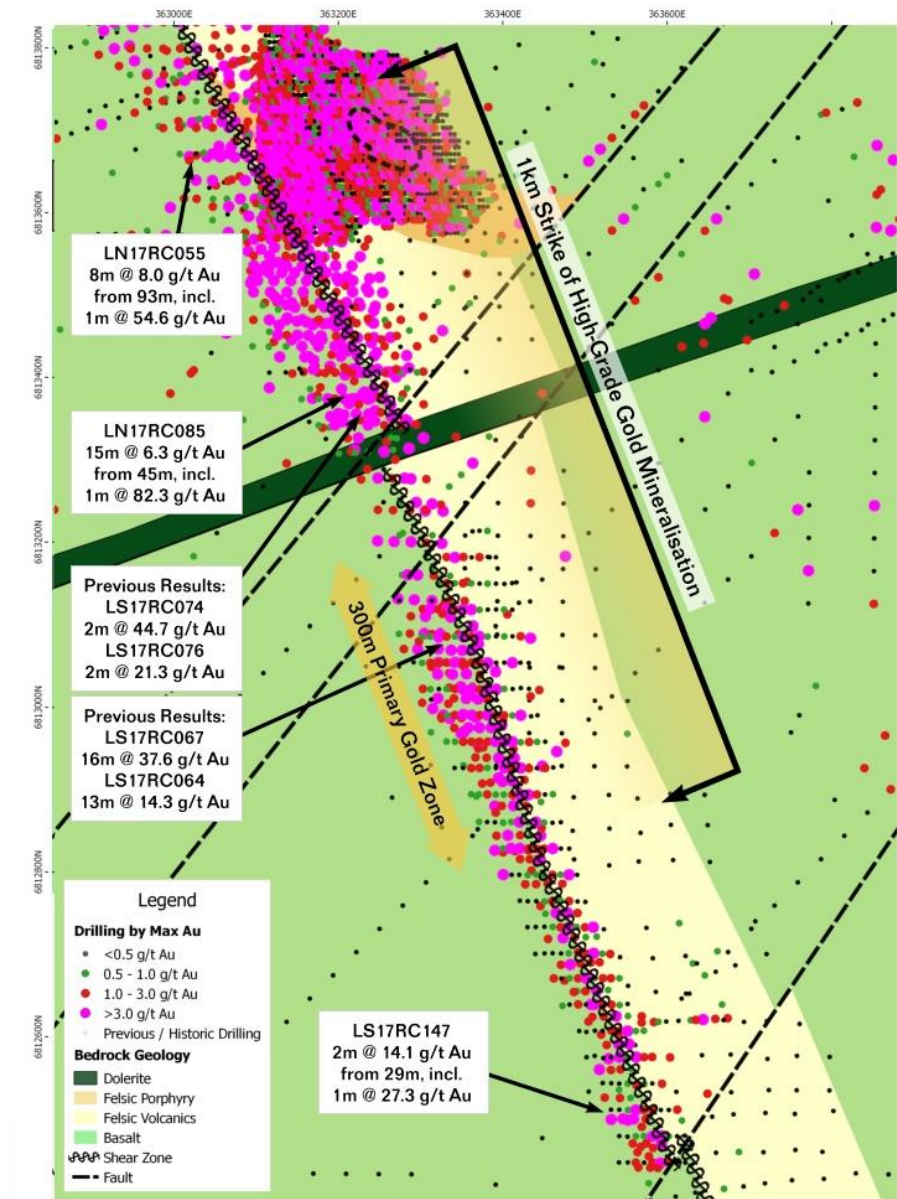 363000E
363200E
363400E
363600E
6813800N
6813600N
6813400N
6813200N
6813000N
6812800N
6812600N
1km Strike of High-Grade Gold Mineralisation
LN17RC055
8m @ 8.0 g/t Au
from 93m, incl.
1m @ 54.6 g/t Au
LN17RC085
15m @ 6.3 g/t Au
from 45m, incl.
1m @ 82.3 g/t Au
Previous Results:
LS17RC074
2m @ 44.7 g/t Au
LS17RC076
2m @ 21.3 g/t Au
300m Primary Gold Zone
Previous Results:
LS17RC067
16m @ 37.6 g/t Au
LS17RC064
13m @ 14.3 g/t Au
LS17RC147
2m @ 14.1 g/t Au
from 29m, incl.
1m @ 27.3 g/t Au
Legend
Drilling by Max Au
<0.5 g/t Au
0.5 - 1.0 g/t Au
1.0 - 3.0 g/t Au
>3.0 g/t Au
Previous / Historic Drilling
Bedrock Geology
Dolerite
Felsic Porphyry
Felsic Volcanics
Basalt
Shear Zone
Fault